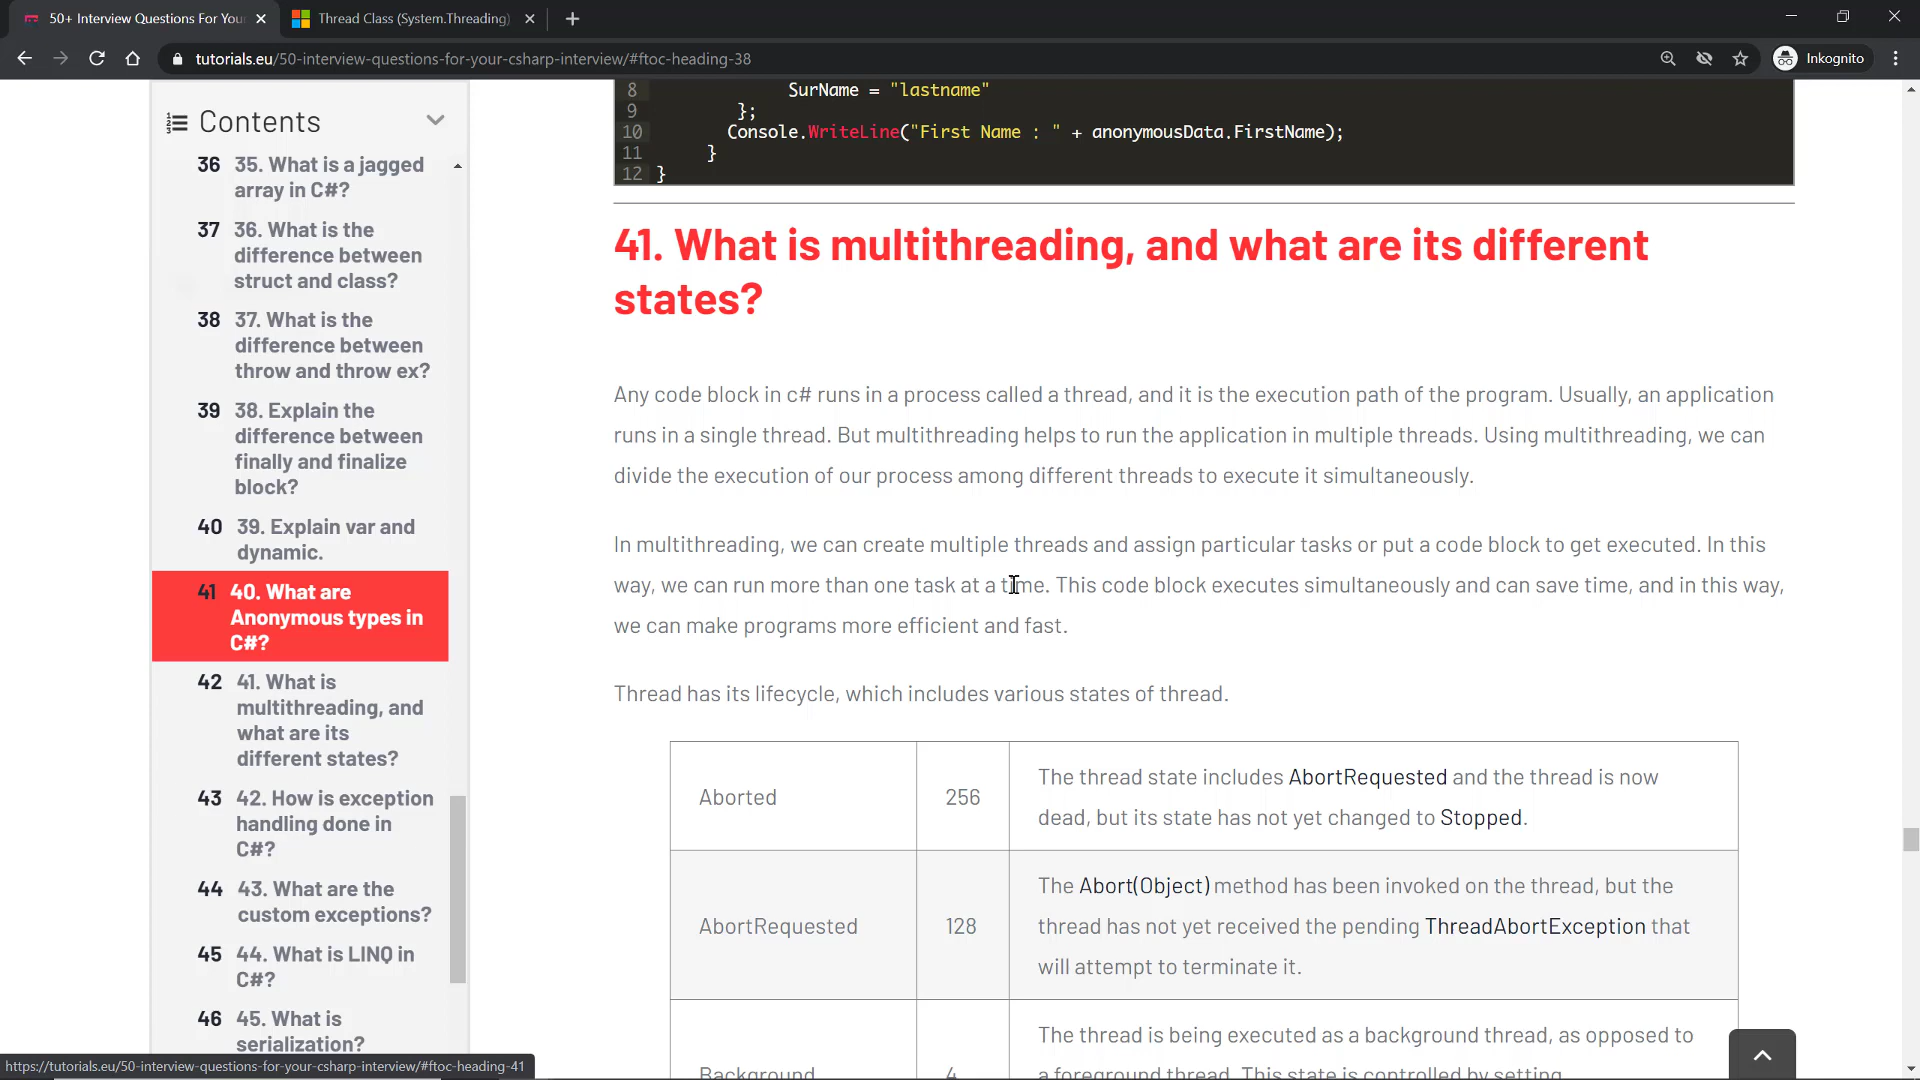 50+ Interview Questions For Your
Thread Class (System.Threading)
tutorials.eu/50-interview-questions-for-your-csharp-interview/#ftoc-heading-38
Inkognito
Contents
36 35. What is a jagged
array in C#?
37 36. What is the
difference between
struct and class?
38 37. What is the
difference between
throw and throw ex?
39 38. Explain the
difference between
finally and finalize
block?
40 39. Explain var and
dynamic.
41 40. What are
Anonymous types in
C#?
42 41. What is
multithreading, and
what are its
different states?
43 42. How is exception
handling done in
C#?
44 43. What are the
custom exceptions?
45 44. What is LINQ in
C#?
46 45. What is
serialization?
8 SurName = "lastname"
9 };
10 Console.WriteLine("First Name : " + anonymousData.FirstName);
11 }
12 }
41. What is multithreading, and what are its different
states?
Any code block in c# runs in a process called a thread, and it is the execution path of the program. Usually, an application
runs in a single thread. But multithreading helps to run the application in multiple threads. Using multithreading, we can
divide the execution of our process among different threads to execute it simultaneously.
In multithreading, we can create multiple threads and assign particular tasks or put a code block to get executed. In this
way, we can run more than one task at a time. This code block executes simultaneously and can save time, and in this way,
we can make programs more efficient and fast.
Thread has its lifecycle, which includes various states of thread.
Aborted 256 The thread state includes AbortRequested and the thread is now
dead, but its state has not yet changed to Stopped.
AbortRequested 128 The Abort(Object) method has been invoked on the thread, but the
thread has not yet received the pending ThreadAbortException that
will attempt to terminate it.
Background 4 The thread is being executed as a background thread, as opposed to
a foreground thread. This state is controlled by setting
https://tutorials.eu/50-interview-questions-for-your-csharp-interview/#ftoc-heading-41